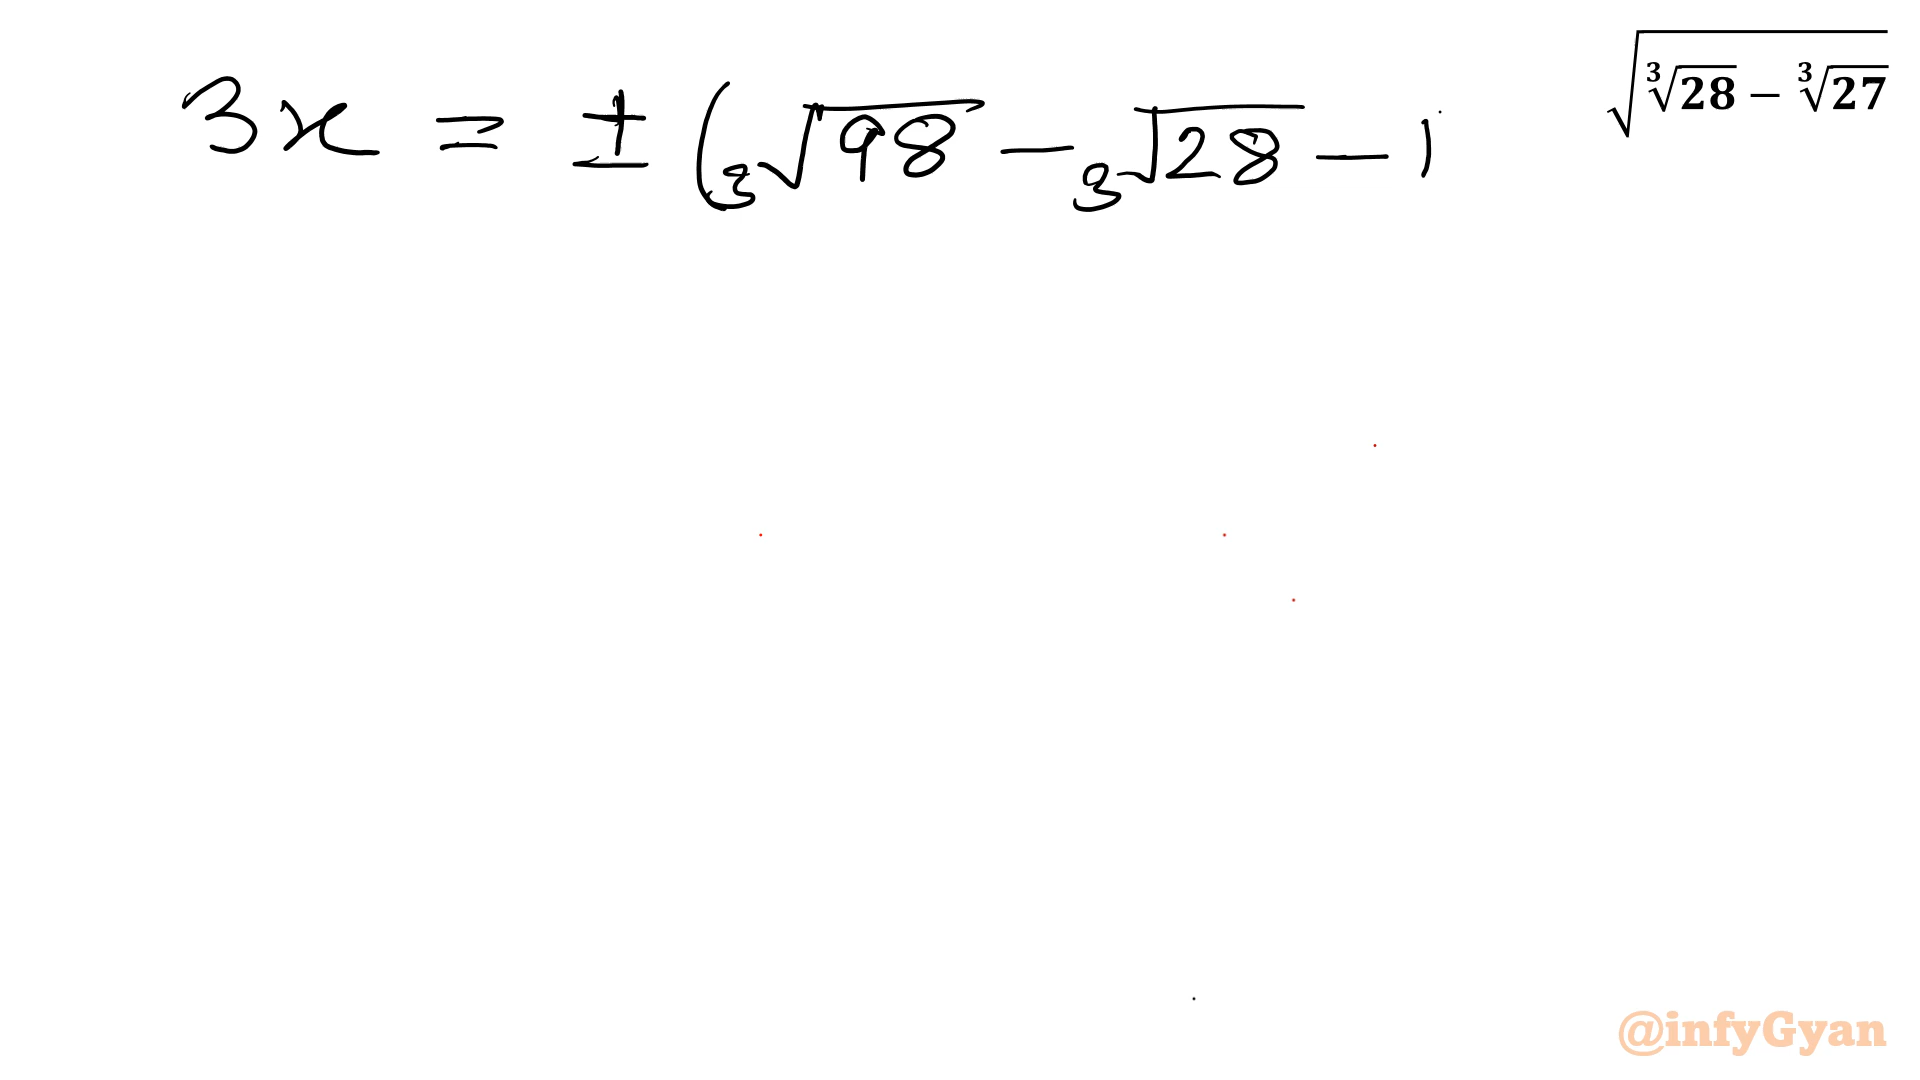 3x = ± (∛98 − ∛28 − 1
√(∛28 − ∛27)
@infyGyan